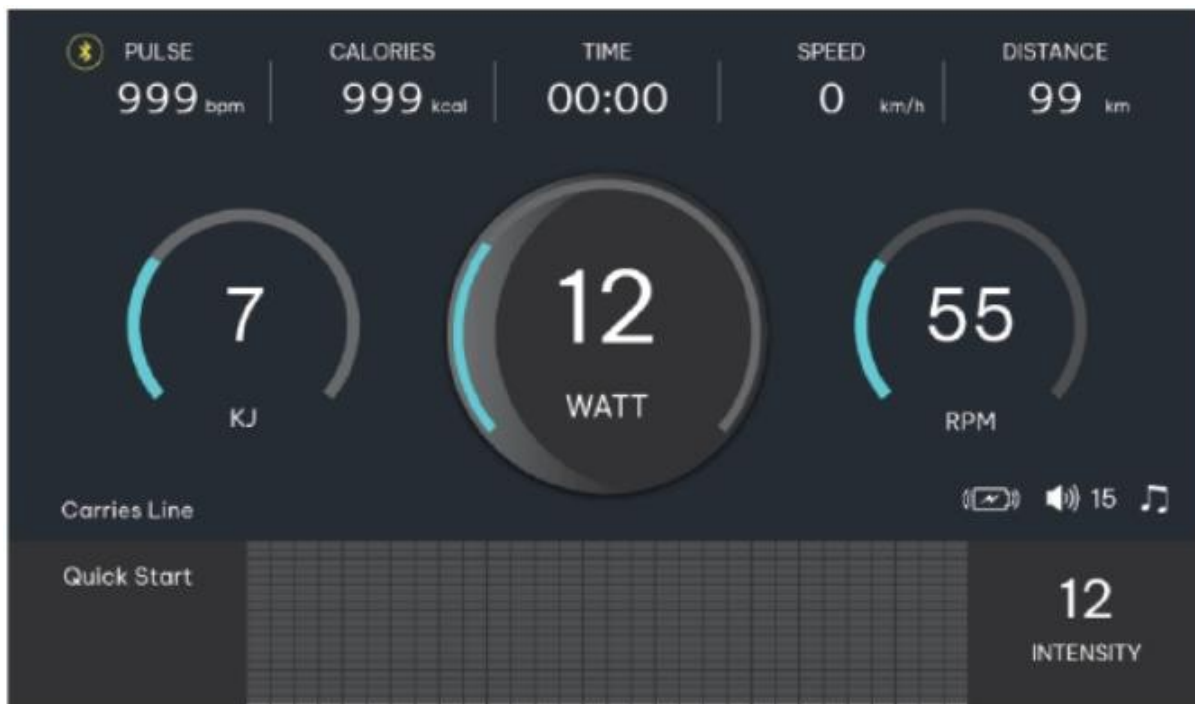 PULSE CALORIES TIME SPEED DISTANCE
999 bpm 999 kcal 00:00 0 km/h 99 km
7 12 55
KJ WATT RPM
15
Carries Line
Quick Start
12
INTENSITY